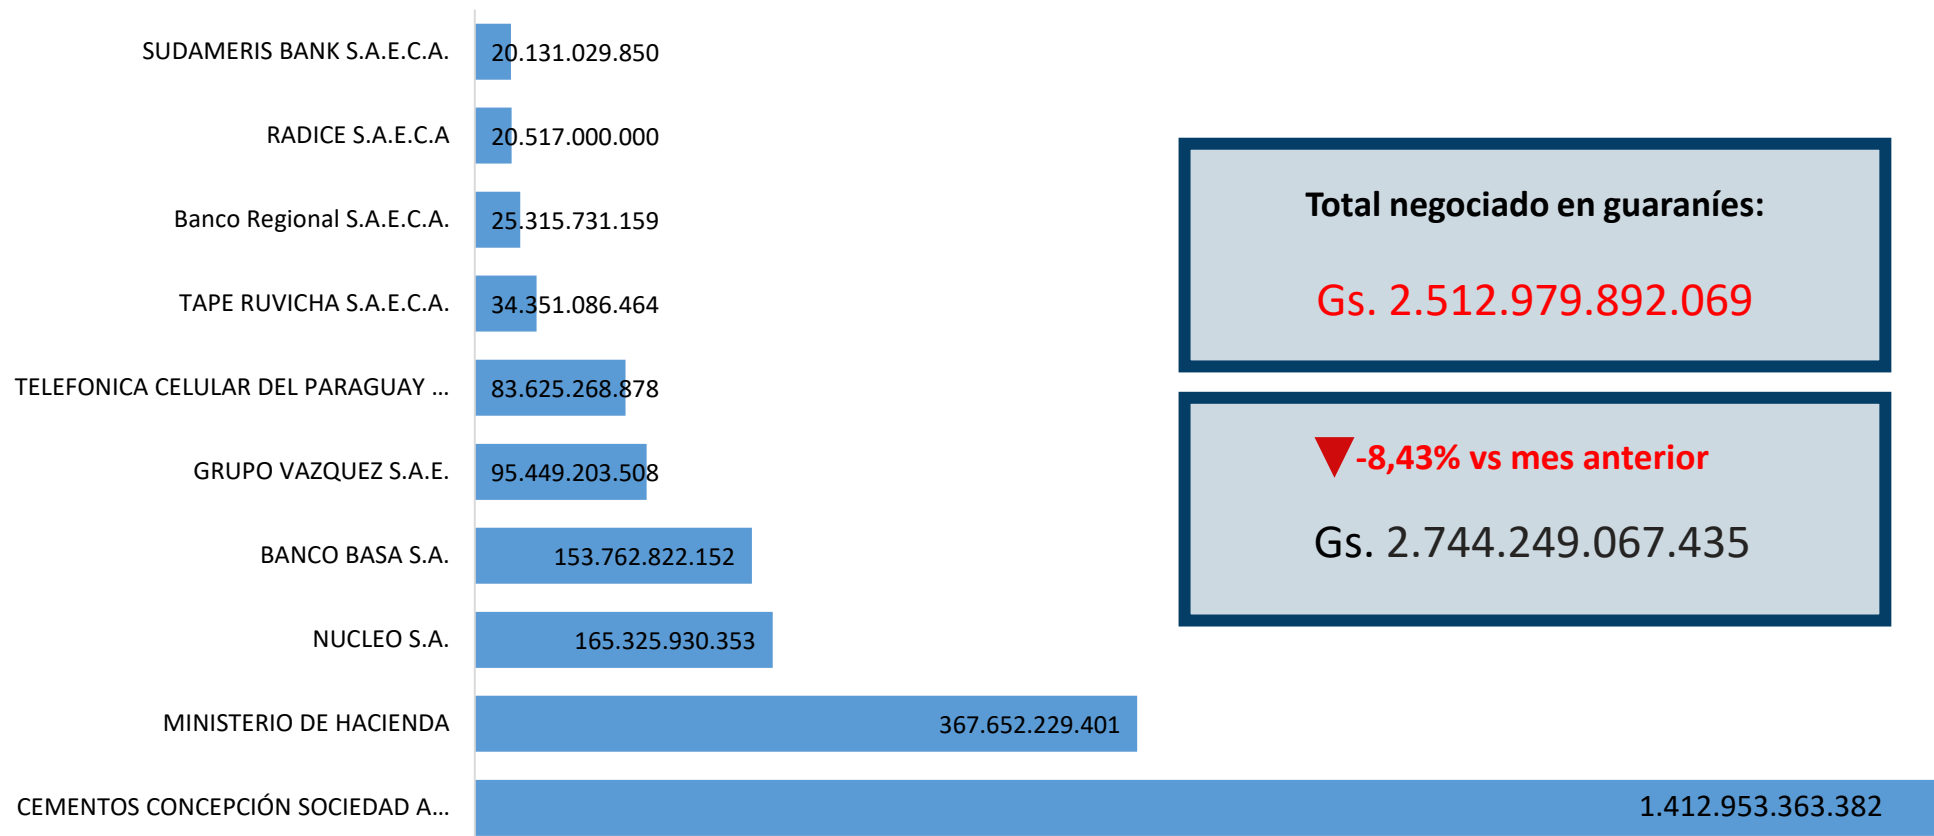 SUDAMERIS BANK S.A.E.C.A. 20.131.029.850
RADICE S.A.E.C.A 20.517.000.000
Banco Regional S.A.E.C.A. 25.315.731.159
TAPE RUVICHA S.A.E.C.A. 34.351.086.464
TELEFONICA CELULAR DEL PARAGUAY ... 83.625.268.878
GRUPO VAZQUEZ S.A.E. 95.449.203.508
BANCO BASA S.A. 153.762.822.152
NUCLEO S.A. 165.325.930.353
MINISTERIO DE HACIENDA 367.652.229.401
CEMENTOS CONCEPCIÓN SOCIEDAD A... 1.412.953.363.382
Total negociado en guaraníes:
Gs. 2.512.979.892.069
▼-8,43% vs mes anterior
Gs. 2.744.249.067.435